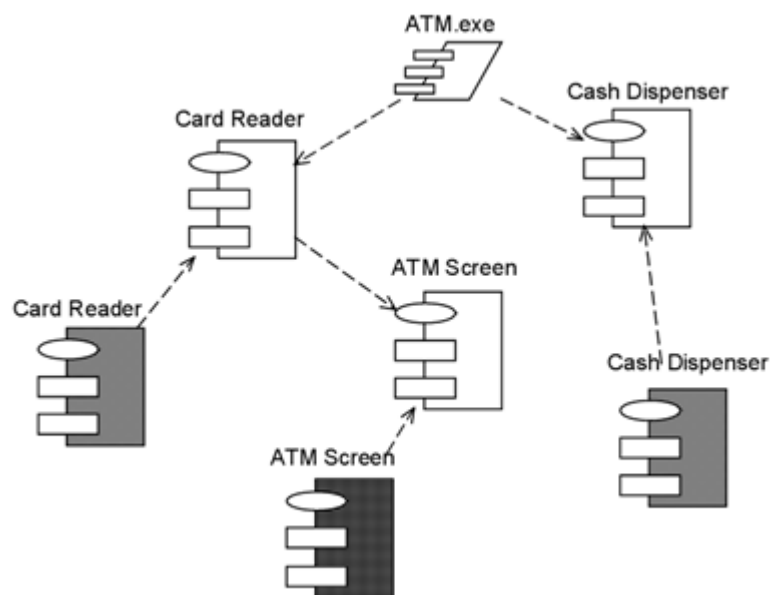 ATM.exe
Cash Dispenser
Card Reader
ATM Screen
Card Reader
Cash Dispenser
ATM Screen